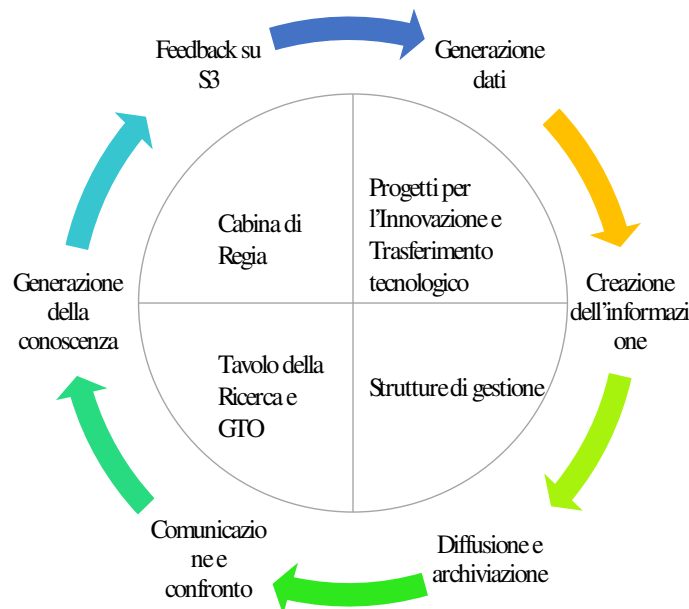 Feedback su
S3
Generazione
dati
Progetti per
l'Innovazione e
Trasferimento
tecnologico
Cabina di
Regia
Generazione
della
conoscenza
Creazione
dell'informazi
one
Tavolo della
Ricerca e
GTO
Strutture di gestione
Comunicazio
ne e
confronto
Diffusione e
archiviazione